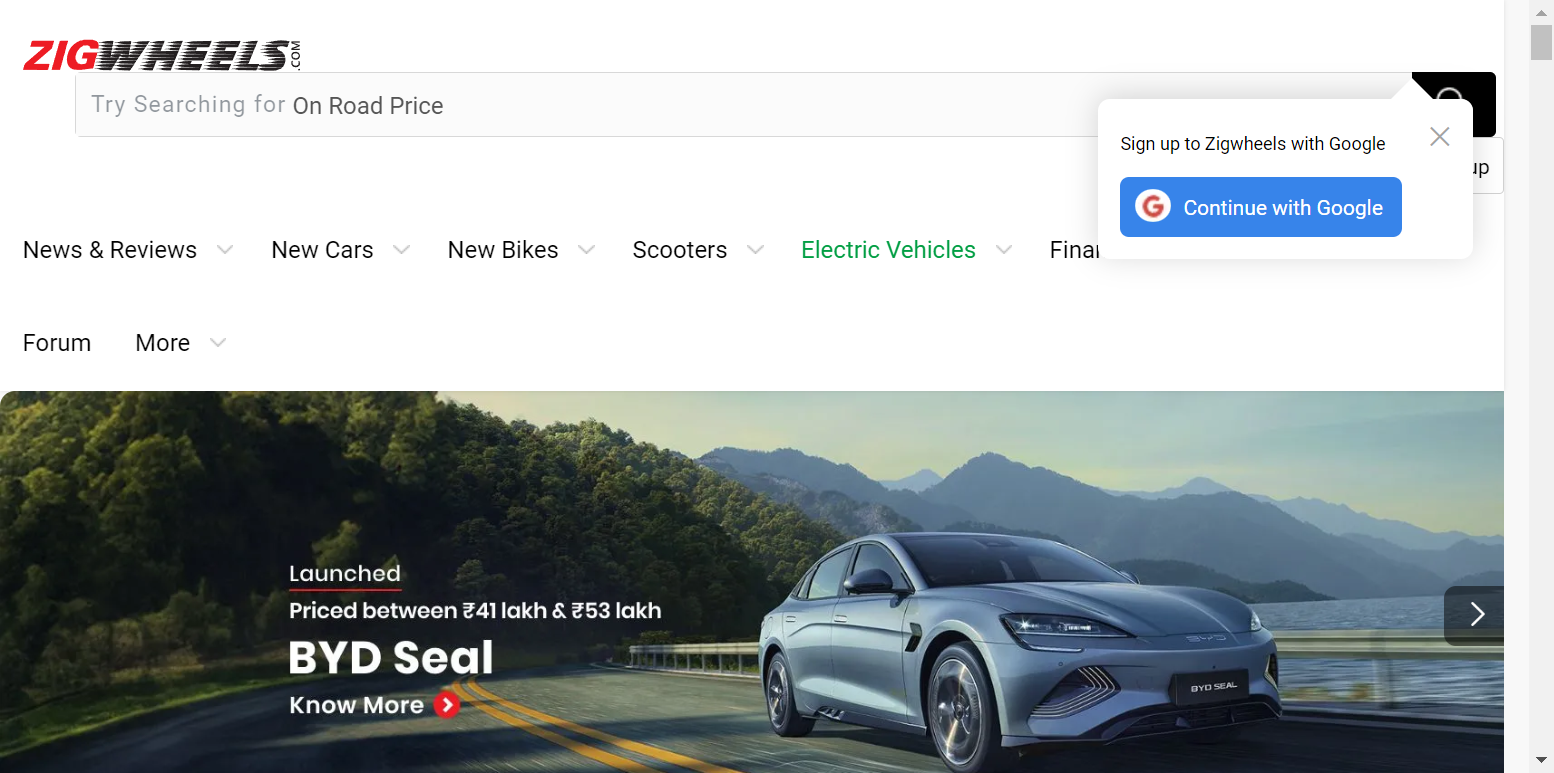 ZIGWHEELS.COM
Try Searching for On Road Price
Sign up to Zigwheels with Google
up
Continue with Google
News & Reviews New Cars New Bikes Scooters Electric Vehicles
Forum More
Launched
Priced between ₹41 lakh & ₹53 lakh
BYD Seal
Know More
BYD
BYD SEAL